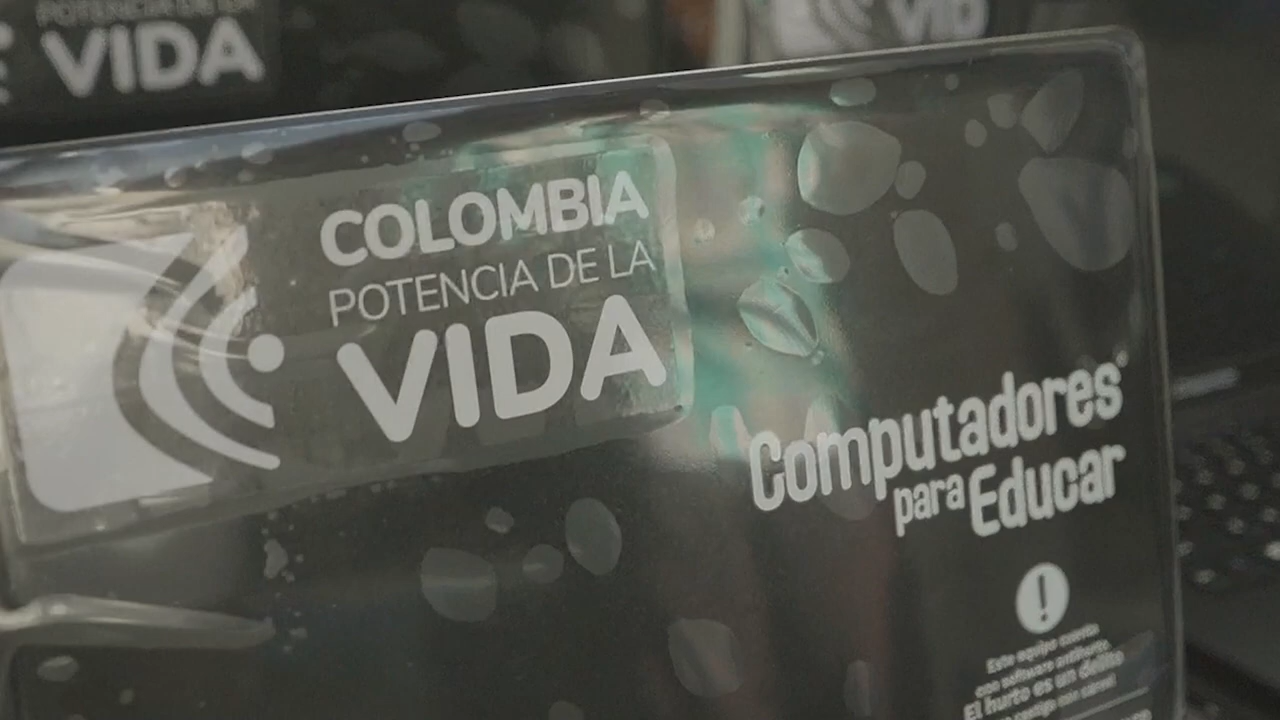 POTENCIA DE LA
VIDA
VID
COLOMBIA
POTENCIA DE LA
VIDA
Computadores
para Educar
!
Este equipo cuenta
con software antihurto
El hurto es un delito